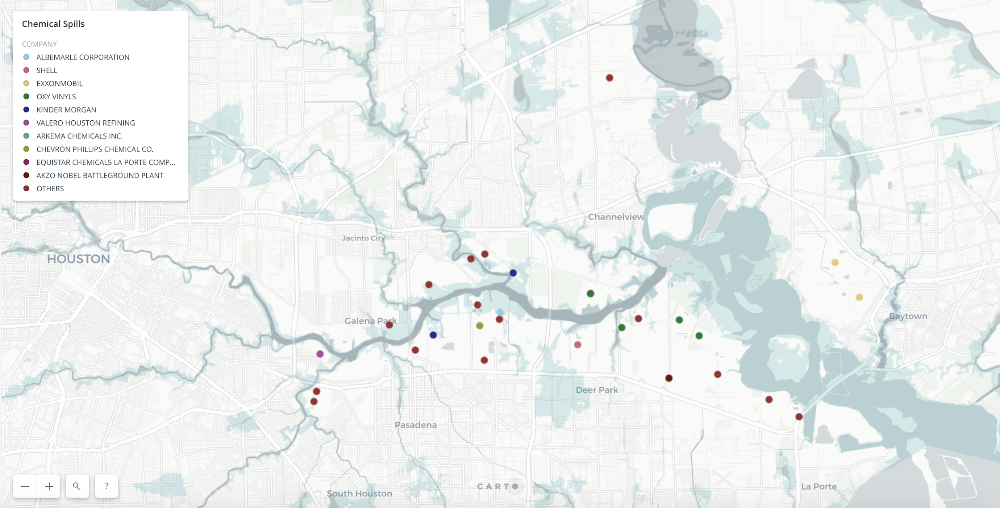 Chemical Spills
COMPANY
ALBEMARLE CORPORATION
SHELL
EXXONMOBIL
OXY VINYLS
KINDER MORGAN
VALERO HOUSTON REFINING
ARKEMA CHEMICALS INC.
CHEVRON PHILLIPS CHEMICAL CO.
EQUISTAR CHEMICALS LA PORTE COMP...
AKZO NOBEL BATTLEGROUND PLANT
OTHERS
Channelview
Jacinto City
HOUSTON
Baytown
Galena Park
Deer Park
Pasadena
La Porte
South Houston
CARTO
?